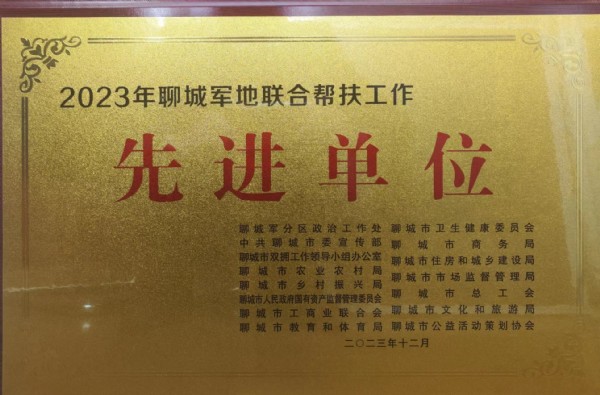 2023年聊城军地联合帮扶工作
先进单位
聊城军分区政治工作处
中共聊城市委宣传部
聊城市双拥工作领导小组办公室
聊城市农业农村局
聊城市乡村振兴局
聊城市人民政府国有资产监督管理委员会
聊城市工商业联合会
聊城市教育和体育局
聊城市卫生健康委员会
聊城市商务局
聊城市住房和城乡建设局
聊城市市场监督管理局
聊城市总工会
聊城市文化和旅游局
聊城市公益活动策划协会
二〇二三年十二月